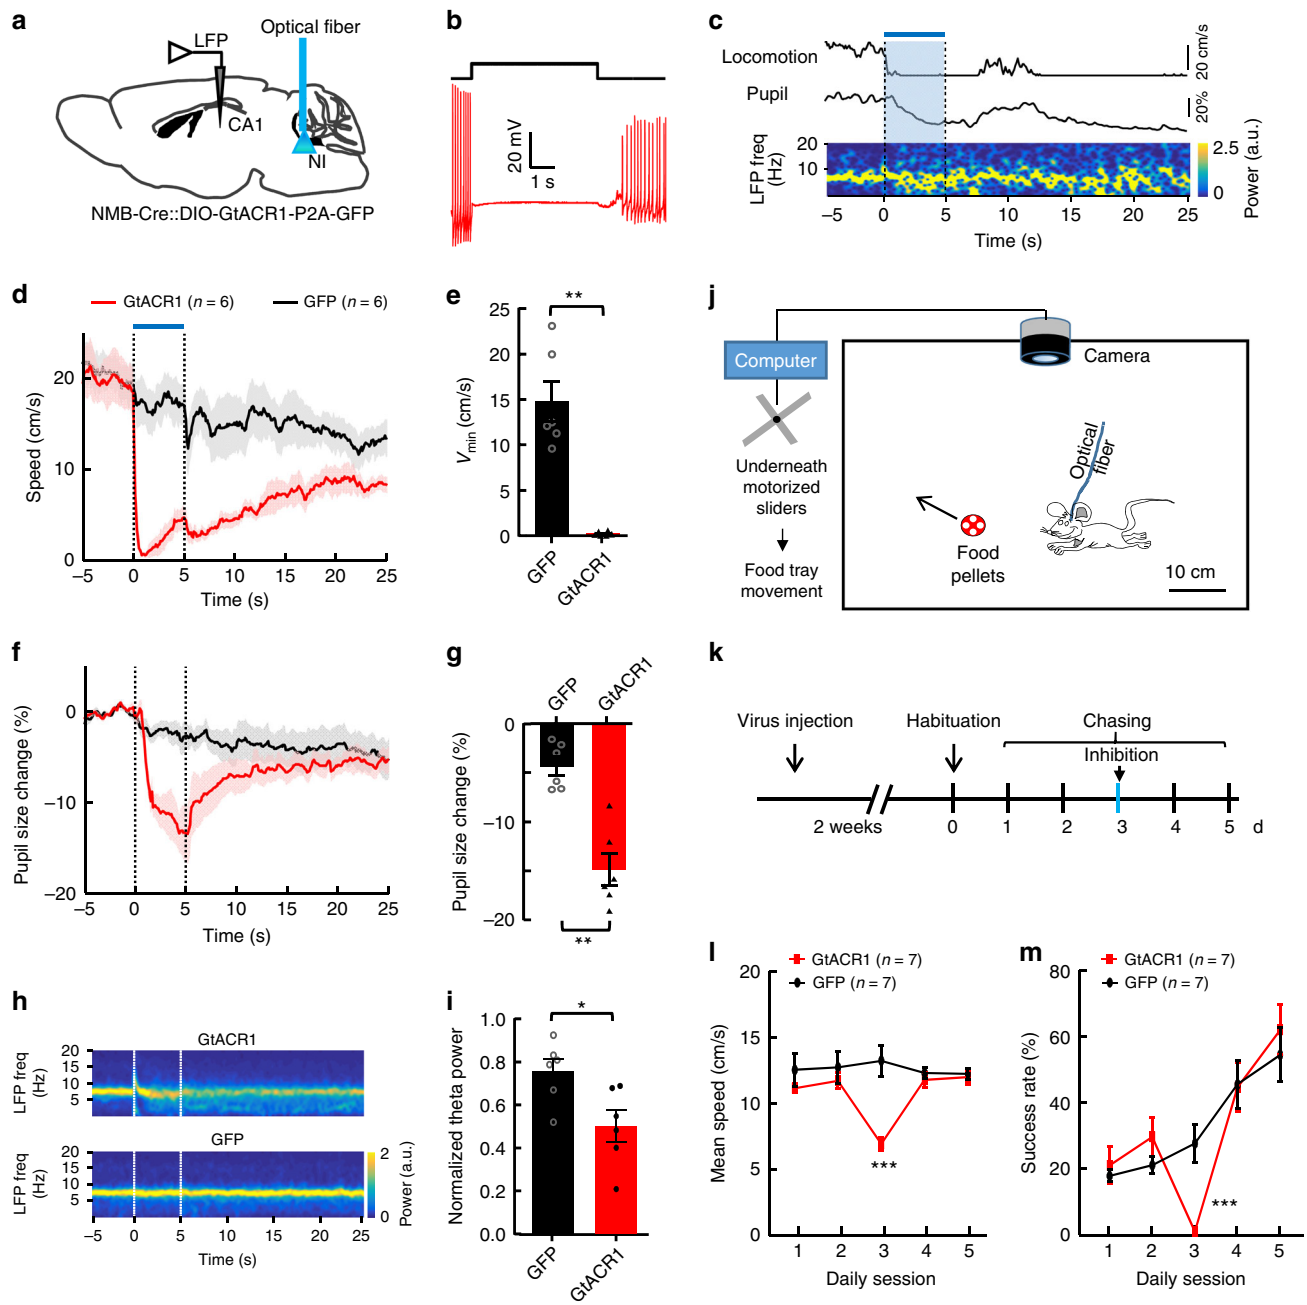 a
LFP
Optical fiber
CA1
NI
NMB-Cre::DIO-GtACR1-P2A-GFP
b
20 mV
1 s
c
Locomotion
20 cm/s
Pupil
20%
LFP freq
(Hz)
20
10
2.5
0
Power (a.u.)
−5 0 5 10 15 20 25
Time (s)
d
GtACR1 (n = 6)
GFP (n = 6)
Speed (cm/s)
20
10
0
−5 0 5 10 15 20 25
Time (s)
e
**
Vmin (cm/s)
25
20
15
10
5
0
GFP
GtACR1
j
Computer
Camera
Underneath
motorized
sliders
Food tray
movement
Optical
fiber
Food
pellets
10 cm
f
Pupil size change (%)
0
−10
−20
−5 0 5 10 15 20 25
Time (s)
g
GFP
GtACR1
Pupil size change (%)
0
−10
−20
**
k
Virus injection
Habituation
Chasing
Inhibition
2 weeks
0 1 2 3 4 5 d
h
GtACR1
LFP freq
(Hz)
20
10
5
GFP
LFP freq
(Hz)
20
10
5
2
0
Power (a.u.)
−5 0 5 10 15 20 25
Time (s)
i
*
Normalized theta power
1.0
0.8
0.6
0.4
0.2
0.0
GFP
GtACR1
l
GtACR1 (n = 7)
GFP (n = 7)
Mean speed (cm/s)
20
15
10
5
0
***
1 2 3 4 5
Daily session
m
GtACR1 (n = 7)
GFP (n = 7)
Success rate (%)
80
60
40
20
0
***
1 2 3 4 5
Daily session